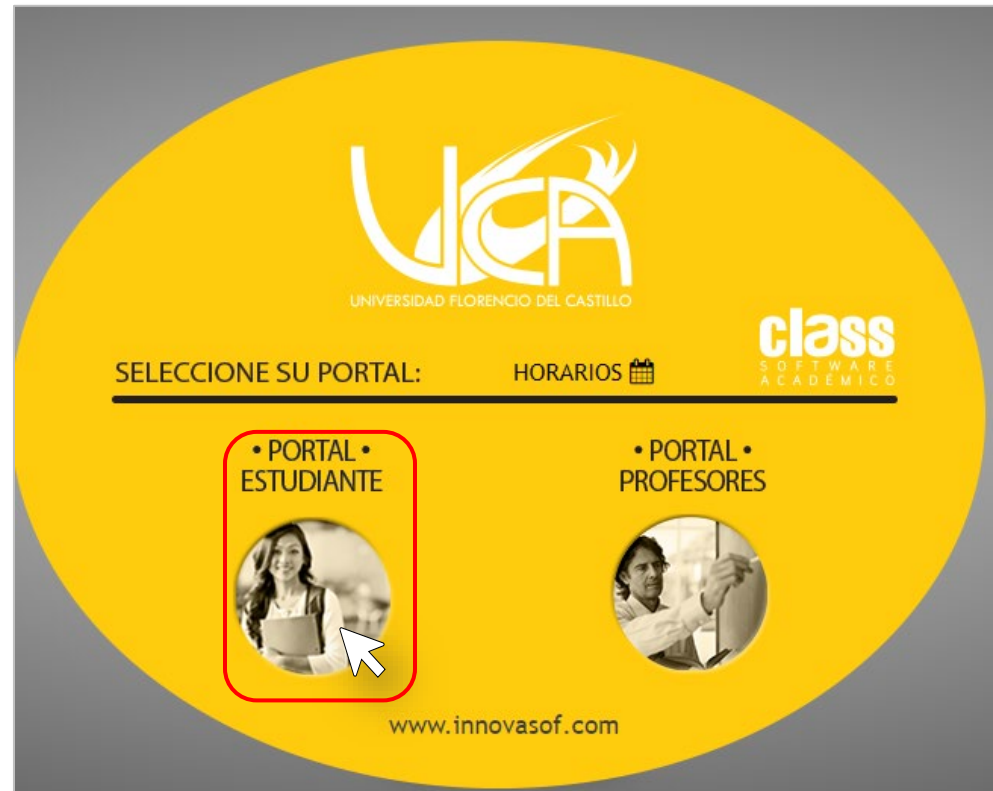 UCA
UNIVERSIDAD FLORENCIO DEL CASTILLO
class
SOFTWARE
ACADÉMICO
SELECCIONE SU PORTAL:
HORARIOS
• PORTAL •
ESTUDIANTE
• PORTAL •
PROFESORES
www.innovasof.com